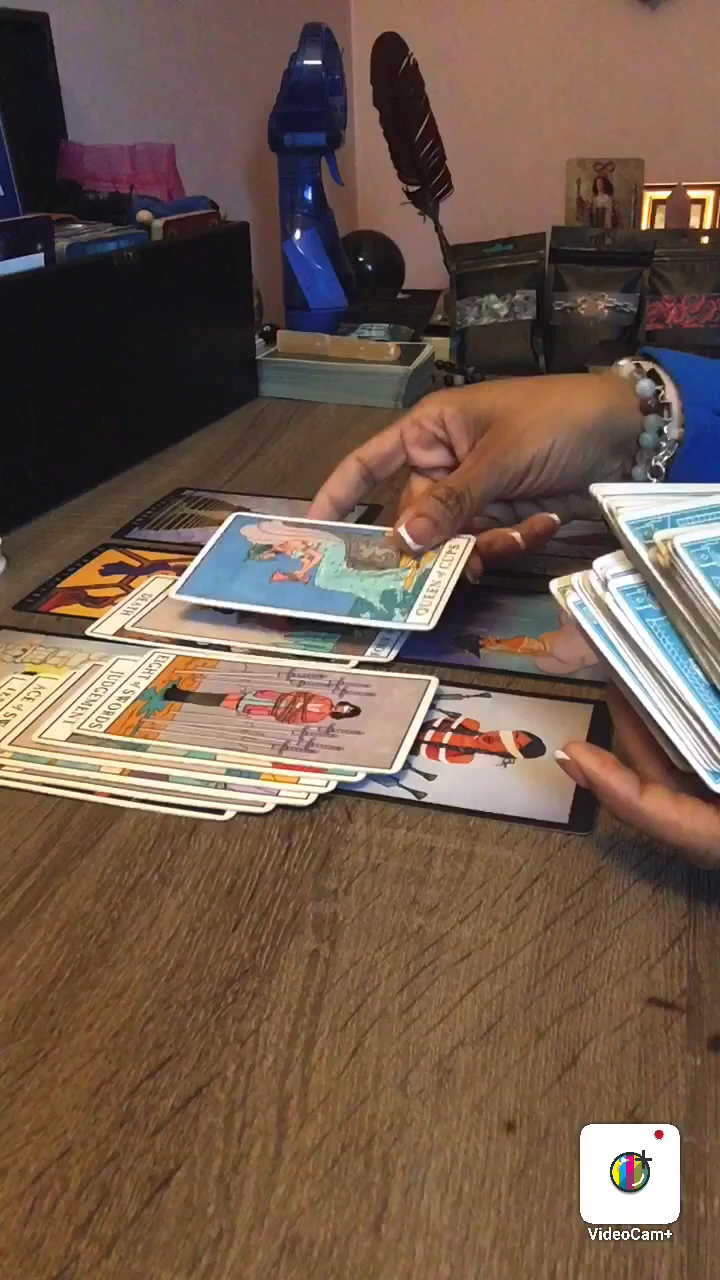 QUEEN of CUPS
DEATH
EIGHT of SWORDS
JUDGEMENT
ACE of S
VideoCam+